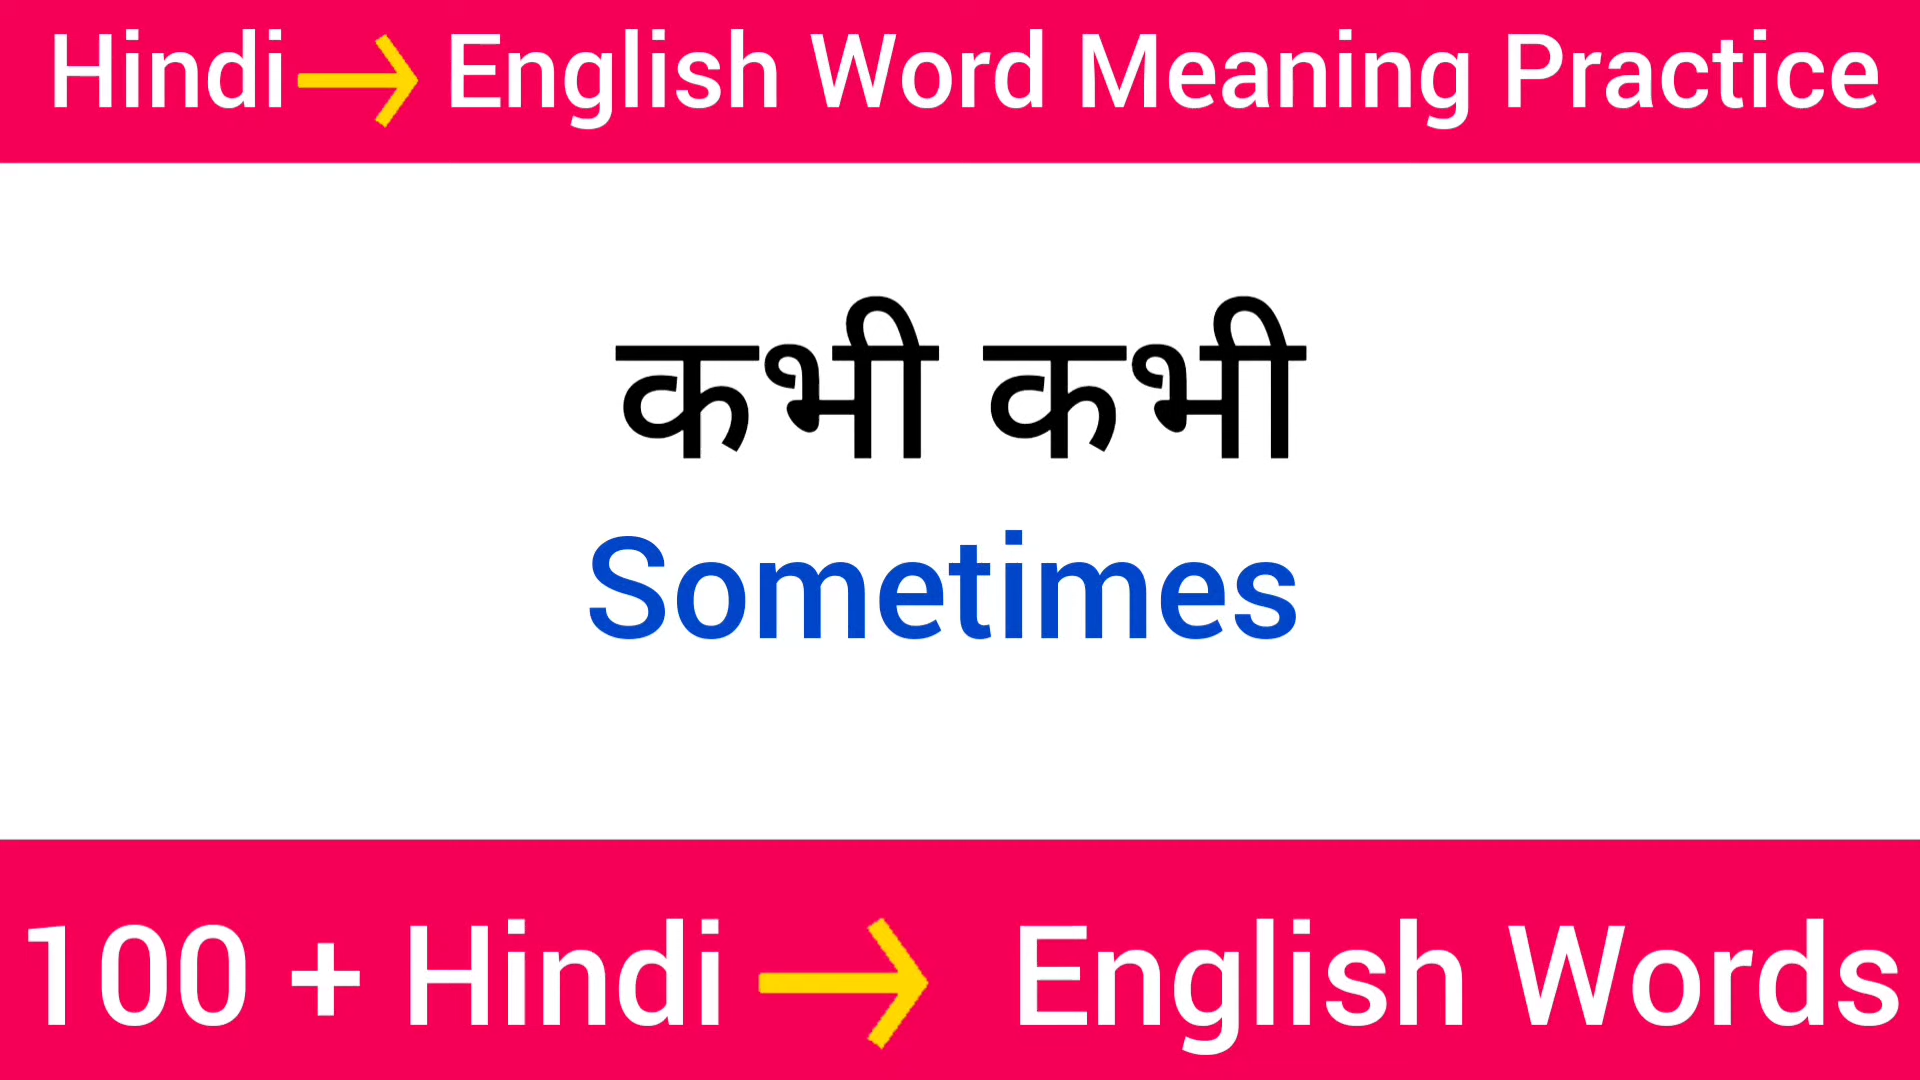 Hindi → English Word Meaning Practice
कभी कभी
Sometimes
100 + Hindi → English Words